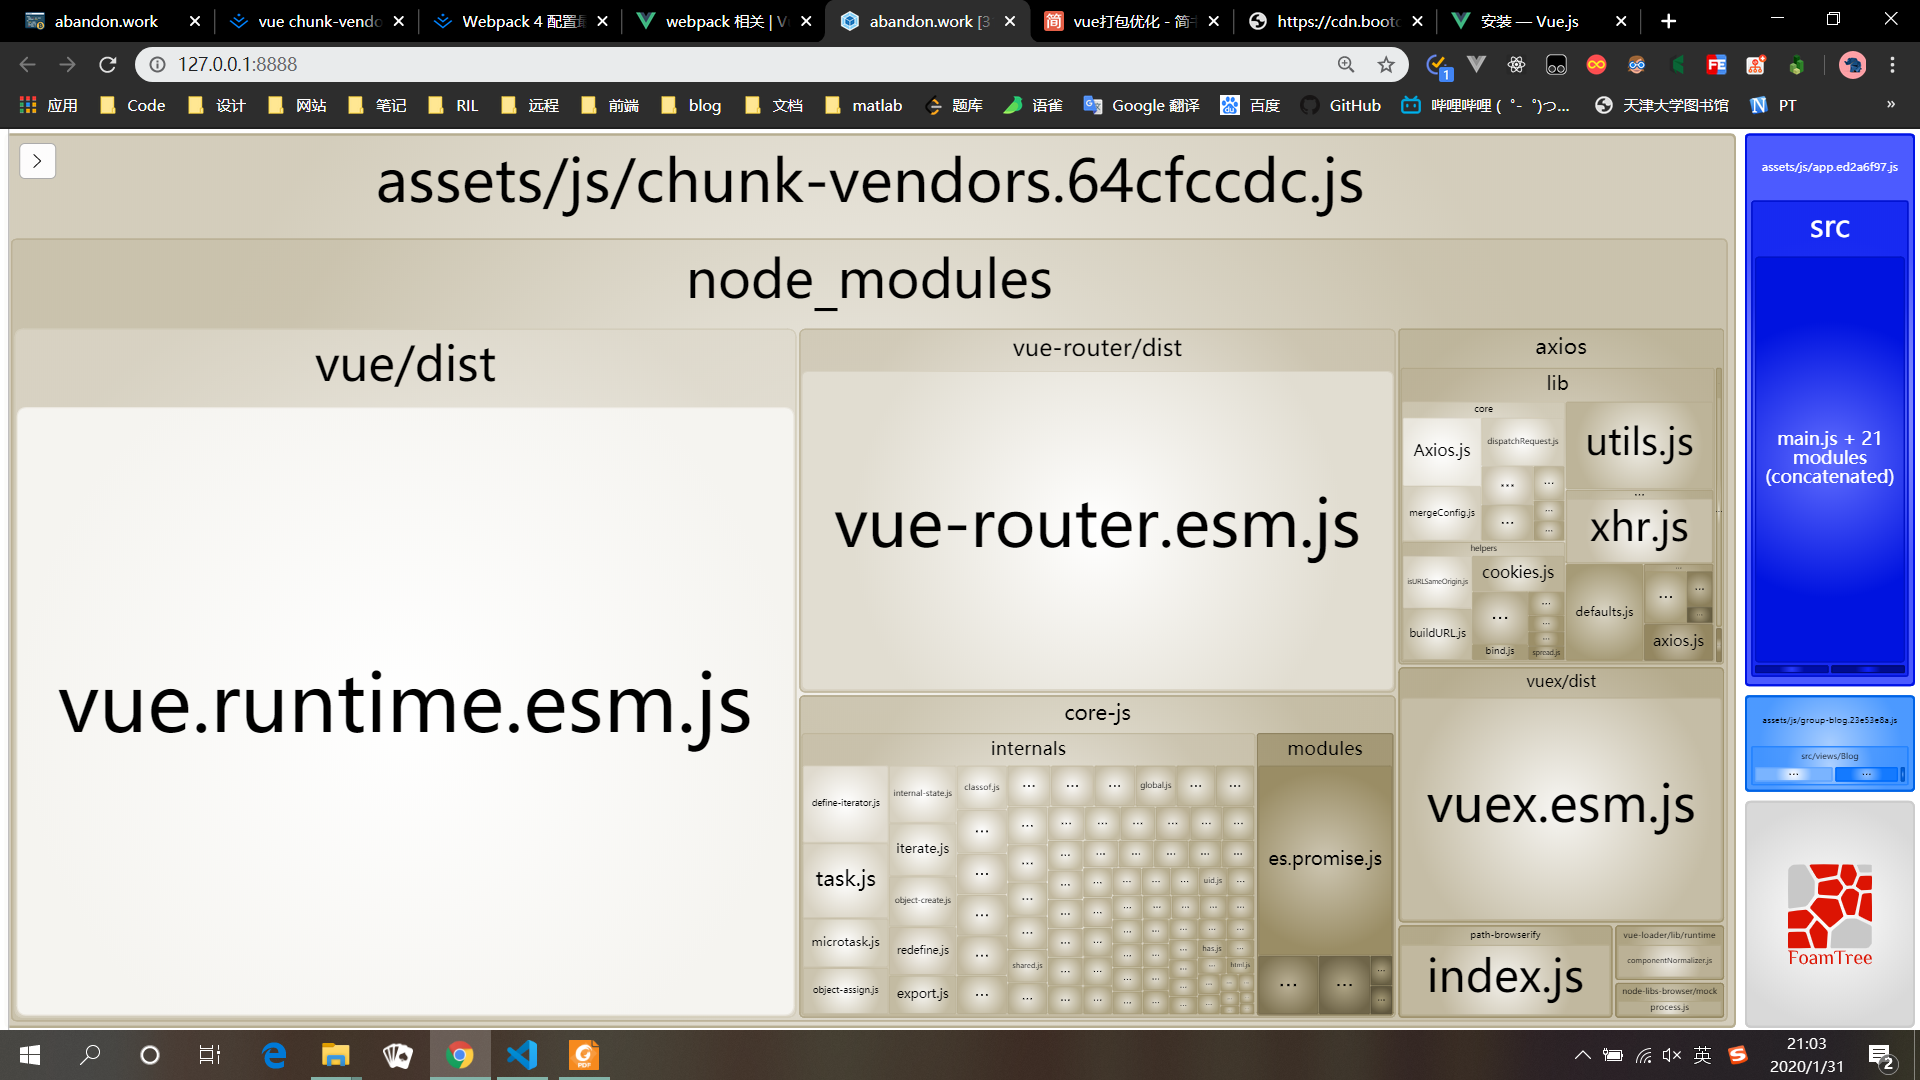 abandon.work
vue chunk-vendo
Webpack 4 配置
webpack 相关 | Vu
abandon.work [3
vue打包优化 - 简
https://cdn.bootc
安装 — Vue.js
127.0.0.1:8888
1
应用
Code
设计
网站
笔记
RIL
远程
前端
blog
文档
matlab
题库
语雀
Google 翻译
百度
GitHub
哔哩哔哩 ( ゜- ゜)つ...
天津大学图书馆
PT
»
assets/js/chunk-vendors.64cfccdc.js
node_modules
vue/dist
vue.runtime.esm.js
vue-router/dist
vue-router.esm.js
core-js
internals
define-iterator.js
internal-state.js
classof.js
global.js
task.js
iterate.js
object-create.js
uid.js
microtask.js
redefine.js
has.js
shared.js
html.js
object-assign.js
export.js
modules
es.promise.js
axios
lib
core
Axios.js
dispatchRequest.js
mergeConfig.js
utils.js
xhr.js
helpers
isURLSameOrigin.js
cookies.js
buildURL.js
bind.js
spread.js
defaults.js
axios.js
vuex/dist
vuex.esm.js
path-browserify
index.js
vue-loader/lib/runtime
componentNormalizer.js
node-libs-browser/mock
process.js
assets/js/app.ed2a6f97.js
src
main.js + 21
modules
(concatenated)
assets/js/group-blog.23e53e8a.js
src/views/Blog
FoamTree
英
21:03
2020/1/31
2